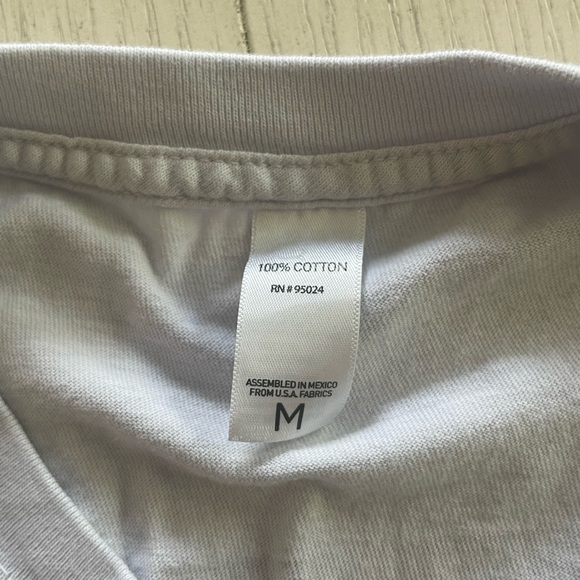 100% COTTON
RN # 95024
ASSEMBLED IN MEXICO
FROM U.S.A. FABRICS
M